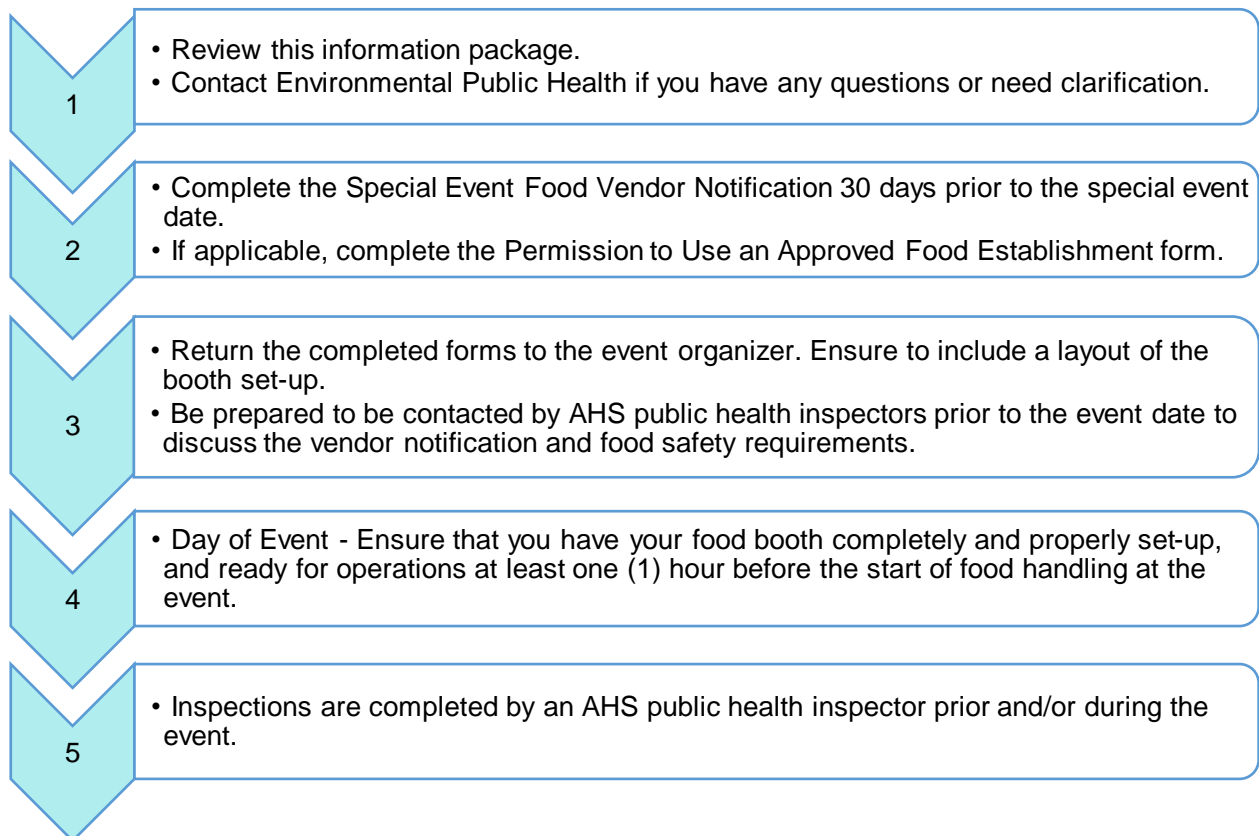 1
• Review this information package.
• Contact Environmental Public Health if you have any questions or need clarification.
2
• Complete the Special Event Food Vendor Notification 30 days prior to the special event
date.
• If applicable, complete the Permission to Use an Approved Food Establishment form.
3
• Return the completed forms to the event organizer. Ensure to include a layout of the
booth set-up.
• Be prepared to be contacted by AHS public health inspectors prior to the event date to
discuss the vendor notification and food safety requirements.
4
• Day of Event - Ensure that you have your food booth completely and properly set-up,
and ready for operations at least one (1) hour before the start of food handling at the
event.
5
• Inspections are completed by an AHS public health inspector prior and/or during the
event.